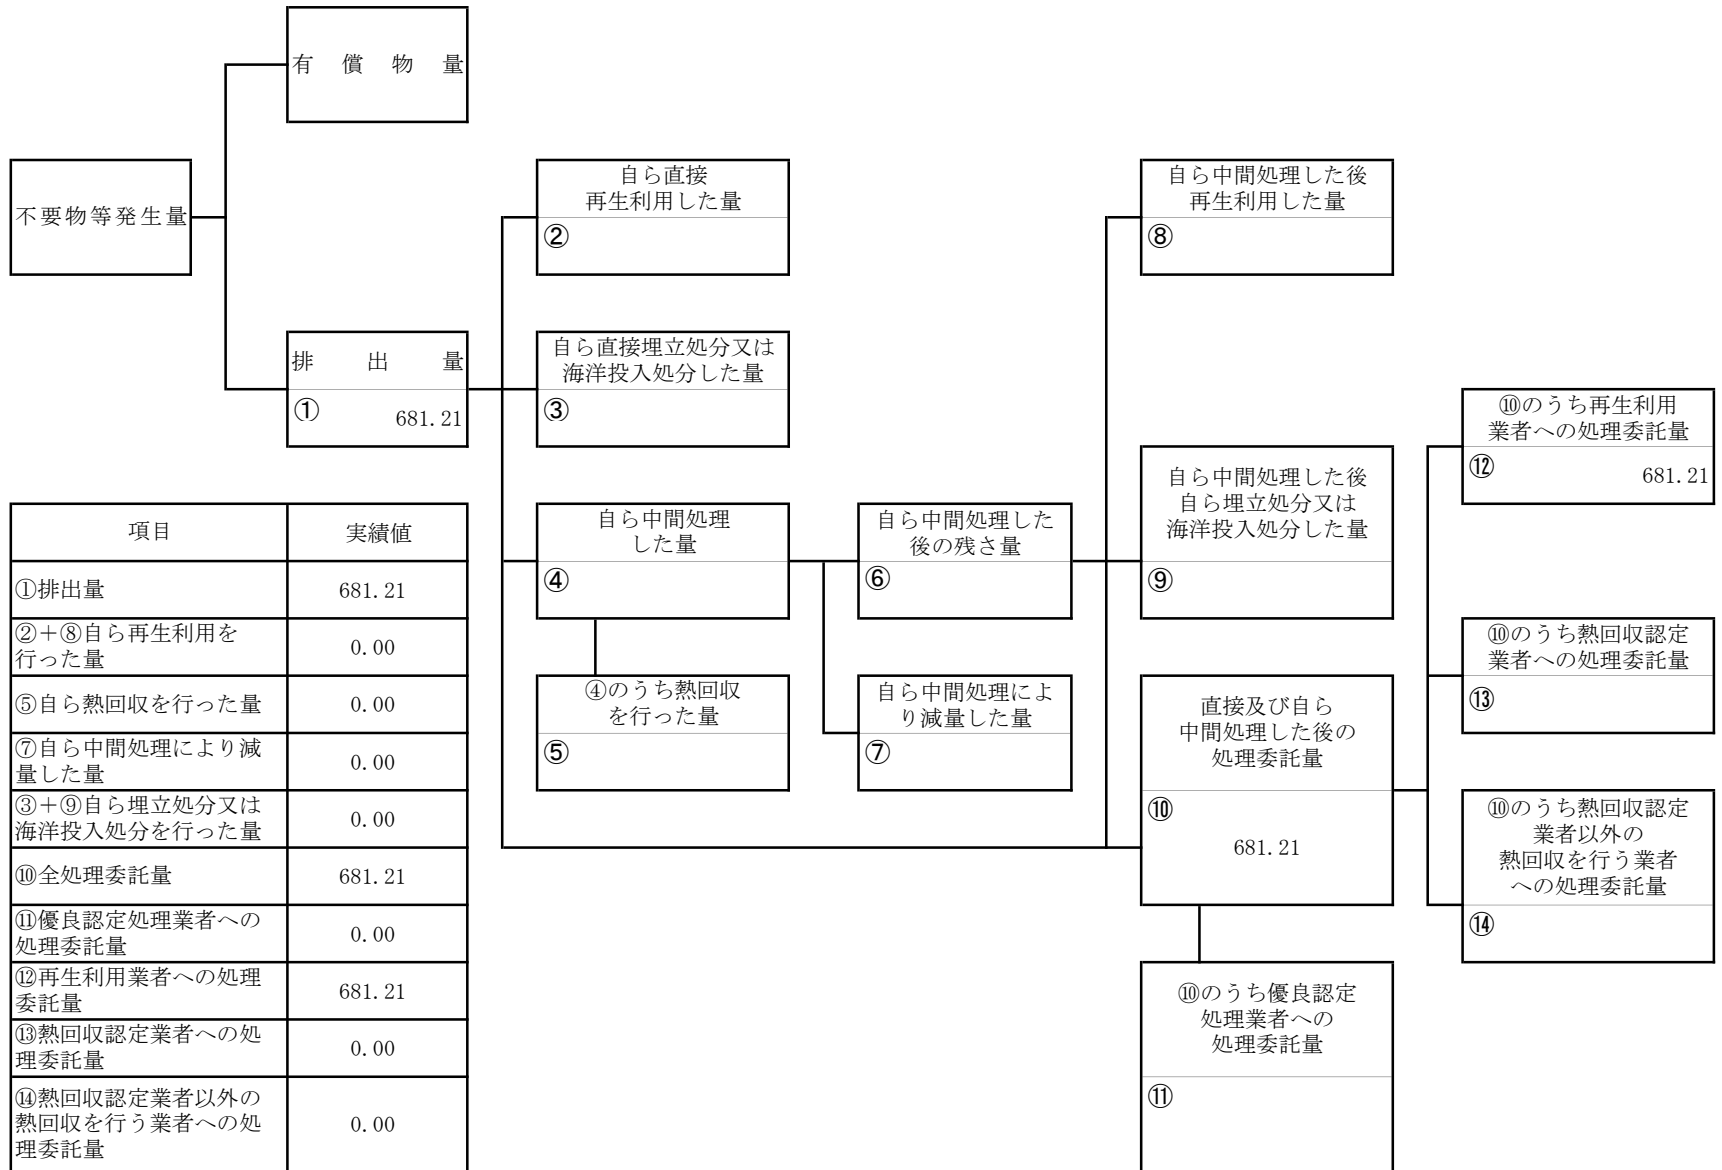 有償物量
不要物等発生量
自ら直接
再生利用した量
②
自ら中間処理した後
再生利用した量
⑧
排出量
①
681.21
自ら直接埋立処分又は
海洋投入処分した量
③
⑩のうち再生利用
業者への処理委託量
⑫
681.21
自ら中間処理
した量
④
自ら中間処理した
後の残さ量
⑥
自ら中間処理した後
自ら埋立処分又は
海洋投入処分した量
⑨
⑩のうち熱回収認定
業者への処理委託量
⑬
④のうち熱回収
を行った量
⑤
自ら中間処理によ
り減量した量
⑦
直接及び自ら
中間処理した後の
処理委託量
⑩
681.21
⑩のうち熱回収認定
業者以外の
熱回収を行う業者
への処理委託量
⑭
⑩のうち優良認定
処理業者への
処理委託量
⑪
項目 実績値
①排出量 681.21
②+⑧自ら再生利用を
行った量 0.00
⑤自ら熱回収を行った量 0.00
⑦自ら中間処理により減
量した量 0.00
③+⑨自ら埋立処分又は
海洋投入処分を行った量 0.00
⑩全処理委託量 681.21
⑪優良認定処理業者への
処理委託量 0.00
⑫再生利用業者への処理
委託量 681.21
⑬熱回収認定業者への処
理委託量 0.00
⑭熱回収認定業者以外の
熱回収を行う業者への処
理委託量 0.00